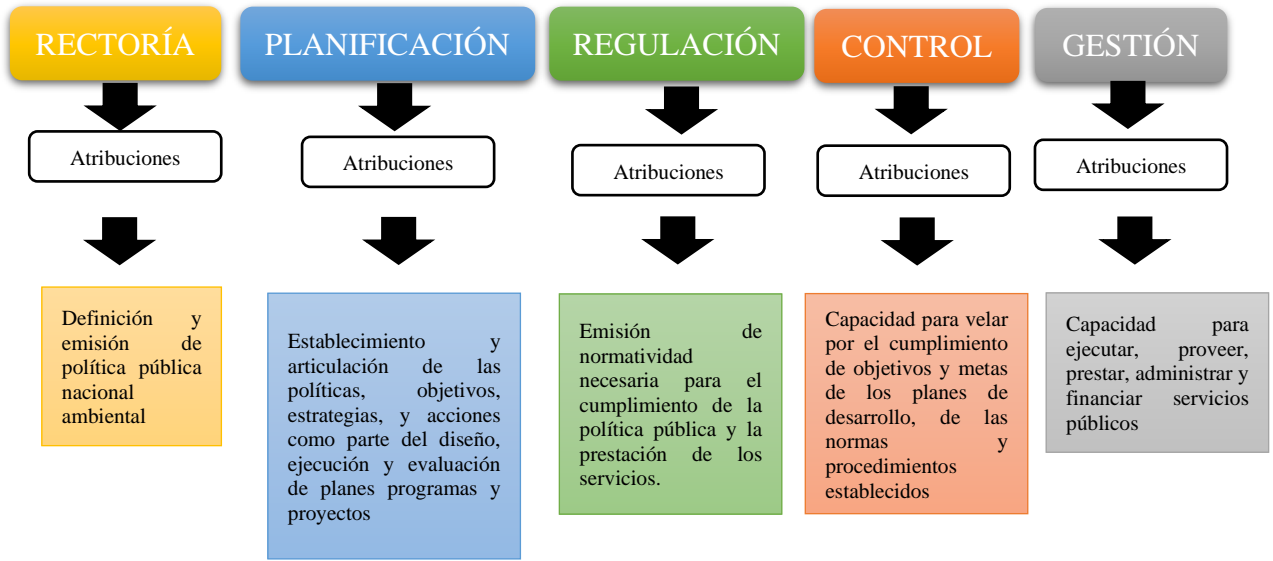 RECTORÍA
Atribuciones
Definición y
emisión de
política pública
nacional
ambiental
PLANIFICACIÓN
Atribuciones
Establecimiento y
articulación de las
políticas, objetivos,
estrategias, y acciones
como parte del diseño,
ejecución y evaluación
de planes programas y
proyectos
REGULACIÓN
Atribuciones
Emisión de
normatividad
necesaria para el
cumplimiento de la
política pública y la
prestación de los
servicios.
CONTROL
Atribuciones
Capacidad para velar
por el cumplimiento
de objetivos y metas
de los planes de
desarrollo, de las
normas y
procedimientos
establecidos
GESTIÓN
Atribuciones
Capacidad para
ejecutar, proveer,
prestar, administrar y
financiar servicios
públicos